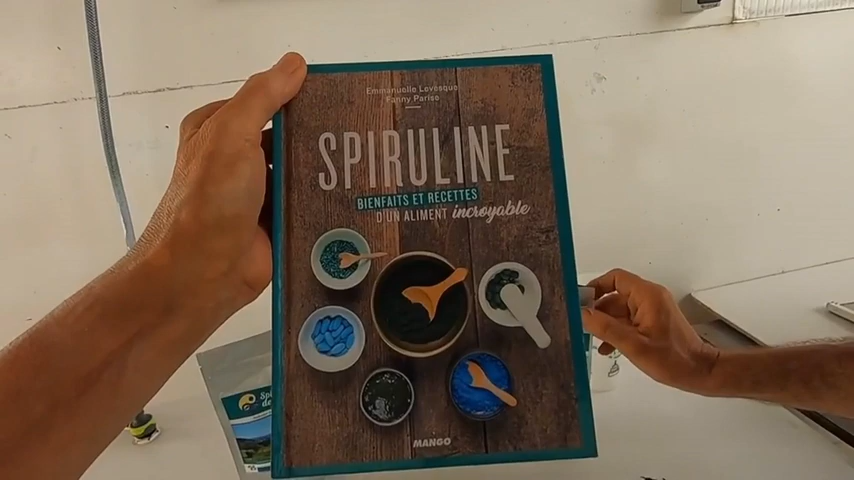 Emmanuelle Levesque
Fanny Parise
SPIRULINE
BIENFAITS ET RECETTES
D'UN ALIMENT incroyable
MANGO